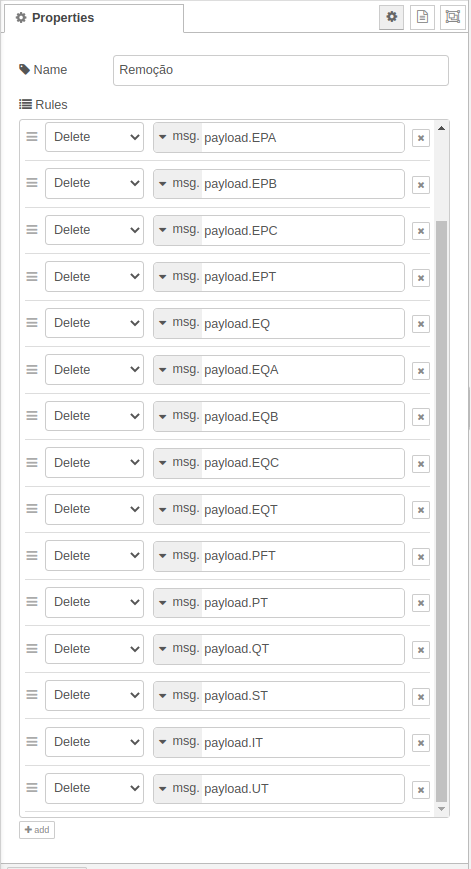 Properties
Name
Remoção
Rules
Delete msg. payload.EPA
Delete msg. payload.EPB
Delete msg. payload.EPC
Delete msg. payload.EPT
Delete msg. payload.EQ
Delete msg. payload.EQA
Delete msg. payload.EQB
Delete msg. payload.EQC
Delete msg. payload.EQT
Delete msg. payload.PFT
Delete msg. payload.PT
Delete msg. payload.QT
Delete msg. payload.ST
Delete msg. payload.IT
Delete msg. payload.UT
add